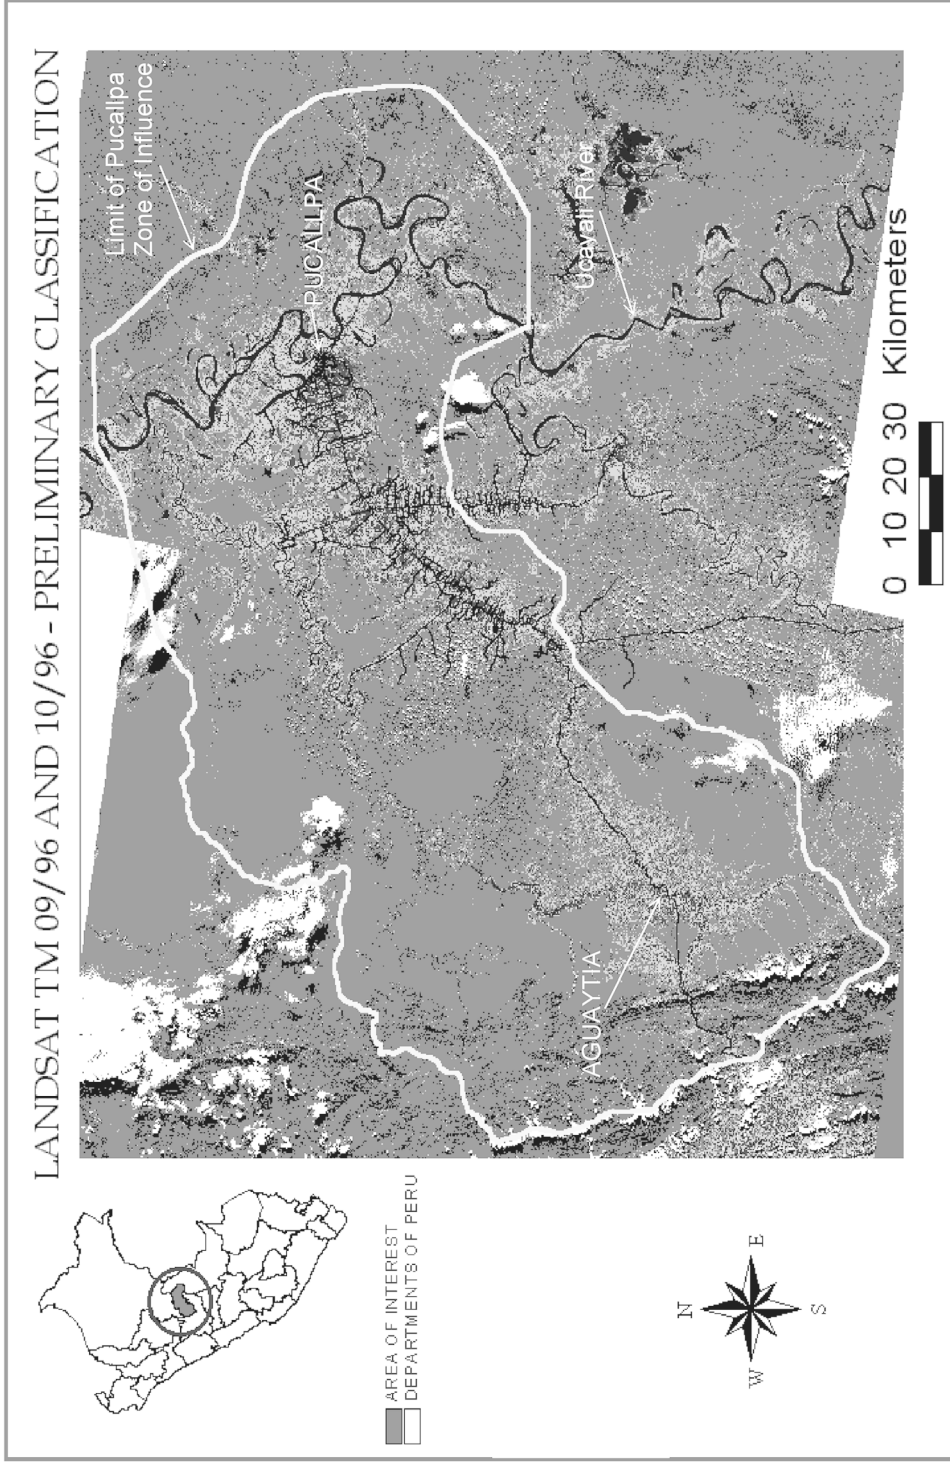 LANDSAT TM 09/96 AND 10/96 - PRELIMINARY CLASSIFICATION
Limit of Pucallpa
Zone of Influence
PUCALLPA
Ucayali River
AGUAYTIA
AREA OF INTEREST
DEPARTMENTS OF PERU
N
W
E
S
0 10 20 30 Kilometers